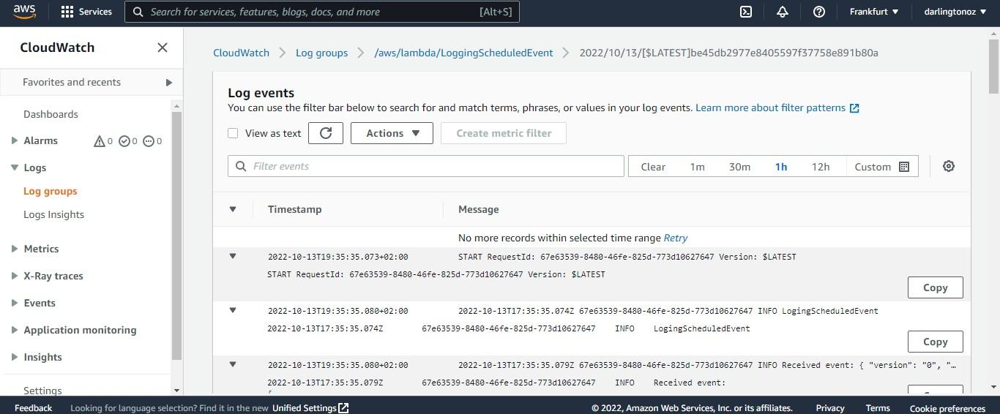 aws Services Search for services, features, blogs, docs, and more [Alt+S] Frankfurt ▼ darlingtonoz ▼
CloudWatch
Favorites and recents
Dashboards
Alarms 0 0 0
Logs
Log groups
Logs Insights
Metrics
X-Ray traces
Events
Application monitoring
Insights
Settings
CloudWatch > Log groups > /aws/lambda/LoggingScheduledEvent > 2022/10/13/[$LATEST]be45db2977e8405597f37758e891b80a
Log events
You can use the filter bar below to search for and match terms, phrases, or values in your log events. Learn more about filter patterns
View as text Actions ▼ Create metric filter
Filter events Clear 1m 30m 1h 12h Custom
Timestamp Message
No more records within selected time range Retry
2022-10-13T19:35:35.073+02:00 START RequestId: 67e63539-8480-46fe-825d-773d10627647 Version: $LATEST
START RequestId: 67e63539-8480-46fe-825d-773d10627647 Version: $LATEST
Copy
2022-10-13T19:35:35.080+02:00 2022-10-13T17:35:35.074Z 67e63539-8480-46fe-825d-773d10627647 INFO LogingScheduledEvent
2022-10-13T17:35:35.074Z 67e63539-8480-46fe-825d-773d10627647 INFO LogingScheduledEvent
Copy
2022-10-13T19:35:35.080+02:00 2022-10-13T17:35:35.079Z 67e63539-8480-46fe-825d-773d10627647 INFO Received event: { "version": "0", "…
2022-10-13T17:35:35.079Z 67e63539-8480-46fe-825d-773d10627647 INFO Received event:
Feedback Looking for language selection? Find it in the new Unified Settings © 2022, Amazon Web Services, Inc. or its affiliates. Privacy Terms Cookie preferences